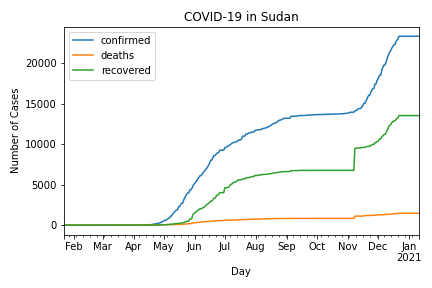 COVID-19 in Sudan
confirmed
deaths
recovered
Number of Cases
20000
15000
10000
5000
0
Feb Mar Apr May Jun Jul Aug Sep Oct Nov Dec Jan
2021
Day